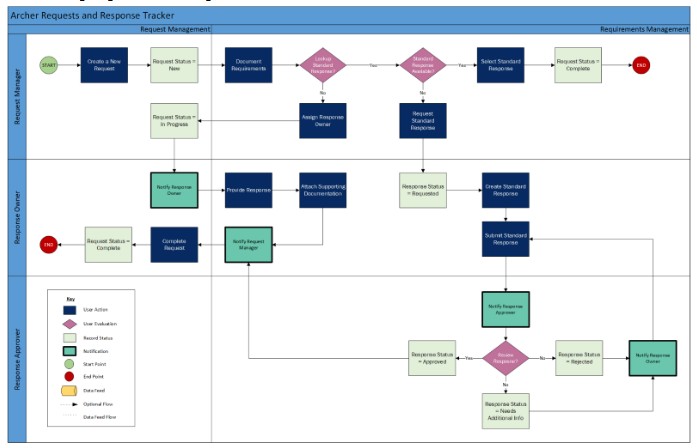 Archer Requests and Response Tracker
Request Management
Requirements Management
Request Manager
START
Create a New
Request
Request Status =
New
Document
Requirements
Lookup
Standard
Response?
Yes
Standard
Response
Available?
Yes
Select Standard
Response
Request Status =
Complete
END
No
No
Request Status =
In Progress
Assign Response
Owner
Request
Standard
Response
Response Owner
Notify Response
Owner
Provide Response
Attach Supporting
Documentation
Response Status
= Requested
Create Standard
Response
END
Request Status =
Complete
Complete
Request
Notify Request
Manager
Submit Standard
Response
Response Approver
Key
User Action
User Evaluation
Record Status
Notification
Start Point
End Point
Data Feed
Optional Flow
Data Feed Flow
Notify Response
Approver
Response Status
= Approved
Yes
Review
Response?
No
Response Status
= Rejected
Notify Response
Owner
No
Response Status
= Needs
Additional Info